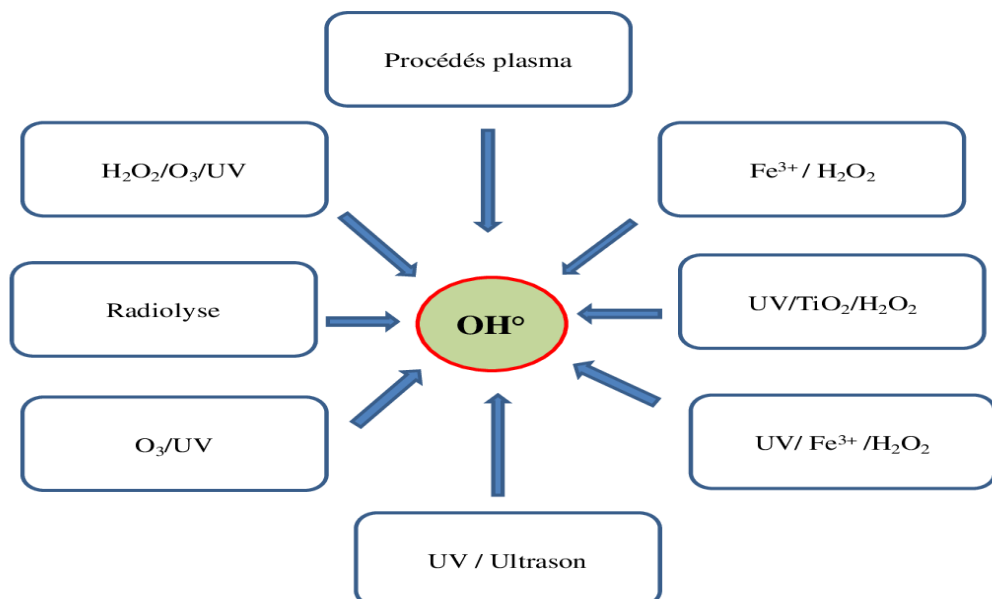 Procédés plasma
H₂O₂/O₃/UV
Fe³⁺ / H₂O₂
Radiolyse
OH°
UV/TiO₂/H₂O₂
O₃/UV
UV/ Fe³⁺ /H₂O₂
UV / Ultrason